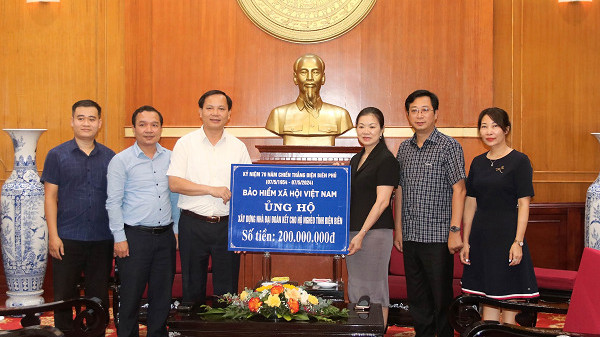 KỶ NIỆM 70 NĂM CHIẾN THẮNG ĐIỆN BIÊN PHỦ
(07/5/1954 - 07/5/2024)
BẢO HIỂM XÃ HỘI VIỆT NAM
ỦNG HỘ
XÂY DỰNG NHÀ ĐẠI ĐOÀN KẾT CHO HỘ NGHÈO TỈNH ĐIỆN BIÊN
Số tiền: 200.000.000đ